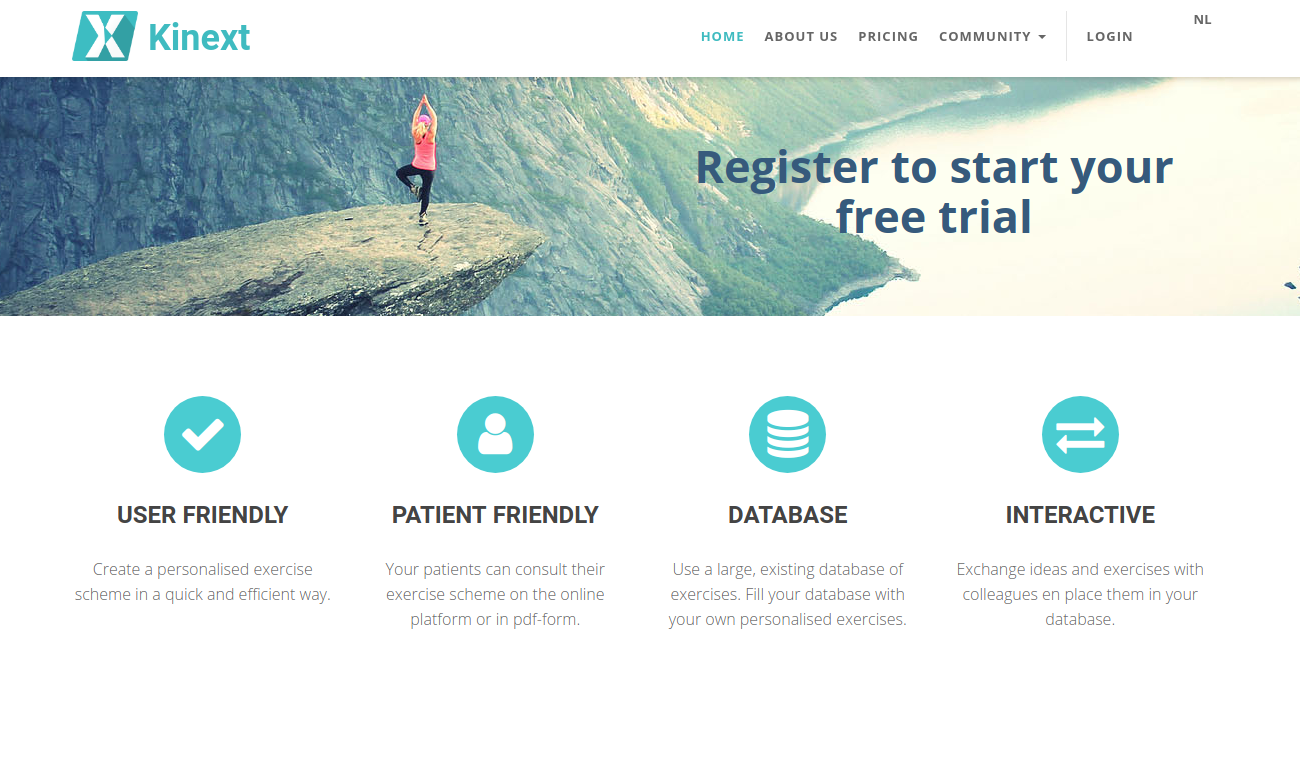 Kinext
HOME ABOUT US PRICING COMMUNITY LOGIN NL
Register to start your
free trial
USER FRIENDLY
Create a personalised exercise
scheme in a quick and efficient way.
PATIENT FRIENDLY
Your patients can consult their
exercise scheme on the online
platform or in pdf-form.
DATABASE
Use a large, existing database of
exercises. Fill your database with
your own personalised exercises.
INTERACTIVE
Exchange ideas and exercises with
colleagues en place them in your
database.